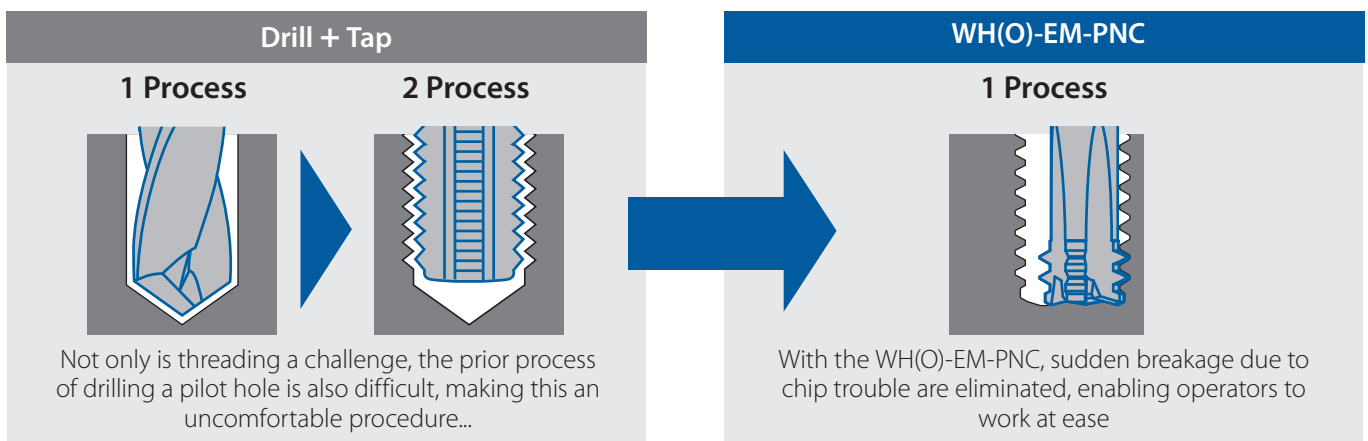 Drill + Tap
1 Process
2 Process
Not only is threading a challenge, the prior process
of drilling a pilot hole is also difficult, making this an
uncomfortable procedure...
WH(O)-EM-PNC
1 Process
With the WH(O)-EM-PNC, sudden breakage due to
chip trouble are eliminated, enabling operators to
work at ease